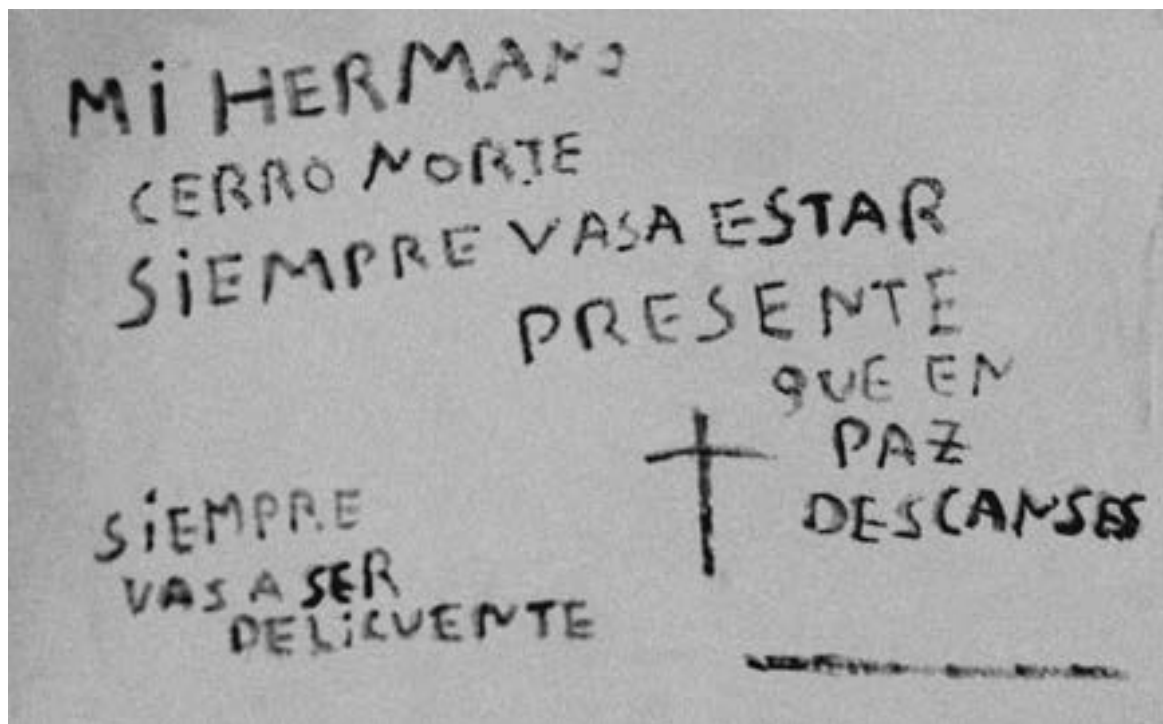 Mi HERMANO
CERRO NORTE
SiEMPRE VASA ESTAR
PRESENTE
QUE EN
PAZ
DESCANSES
SiEMPRE
VAS A SER
DELiCUENTE